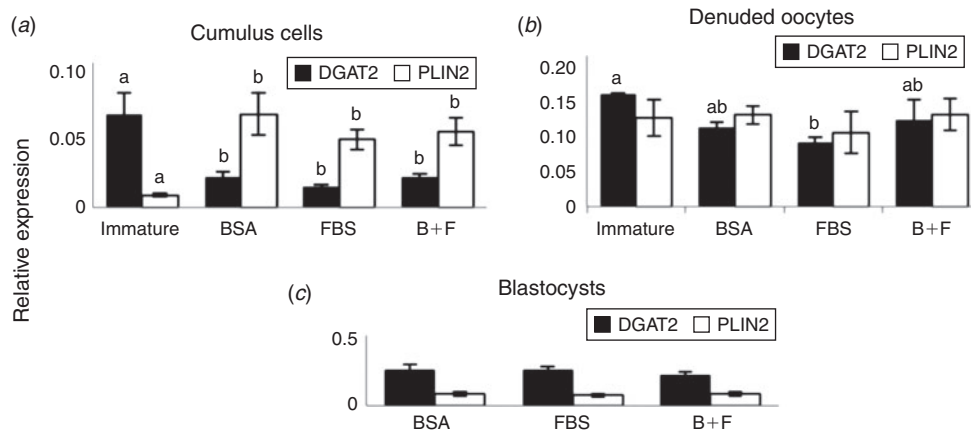 Relative expression
(a)
Cumulus cells
DGAT2 PLIN2
0.10
0.05
0
a
a
b
b
b
b
b
b
Immature BSA FBS B+F
(b)
Denuded oocytes
DGAT2 PLIN2
0.20
0.15
0.10
0.05
0
a
ab
b
ab
Immature BSA FBS B+F
(c)
Blastocysts
DGAT2 PLIN2
0.5
0
BSA FBS B+F